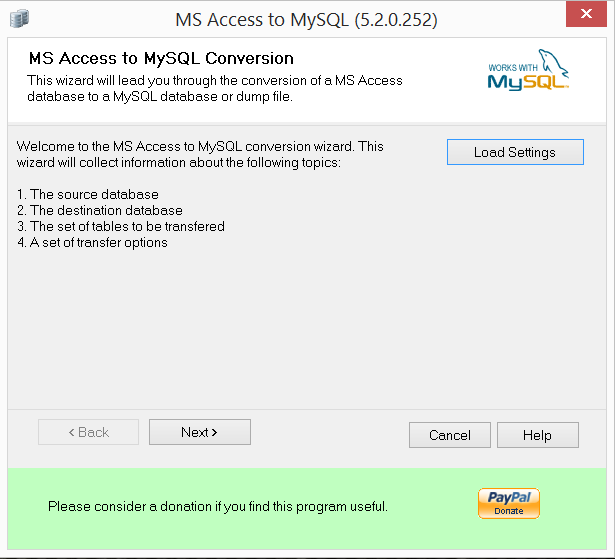 MS Access to MySQL (5.2.0.252)
MS Access to MySQL Conversion
This wizard will lead you through the conversion of a MS Access
database to a MySQL database or dump file.
WORKS WITH
MySQL
Welcome to the MS Access to MySQL conversion wizard. This
wizard will collect information about the following topics:
Load Settings
1. The source database
2. The destination database
3. The set of tables to be transfered
4. A set of transfer options
< Back
Next >
Cancel
Help
Please consider a donation if you find this program useful.
PayPal
Donate